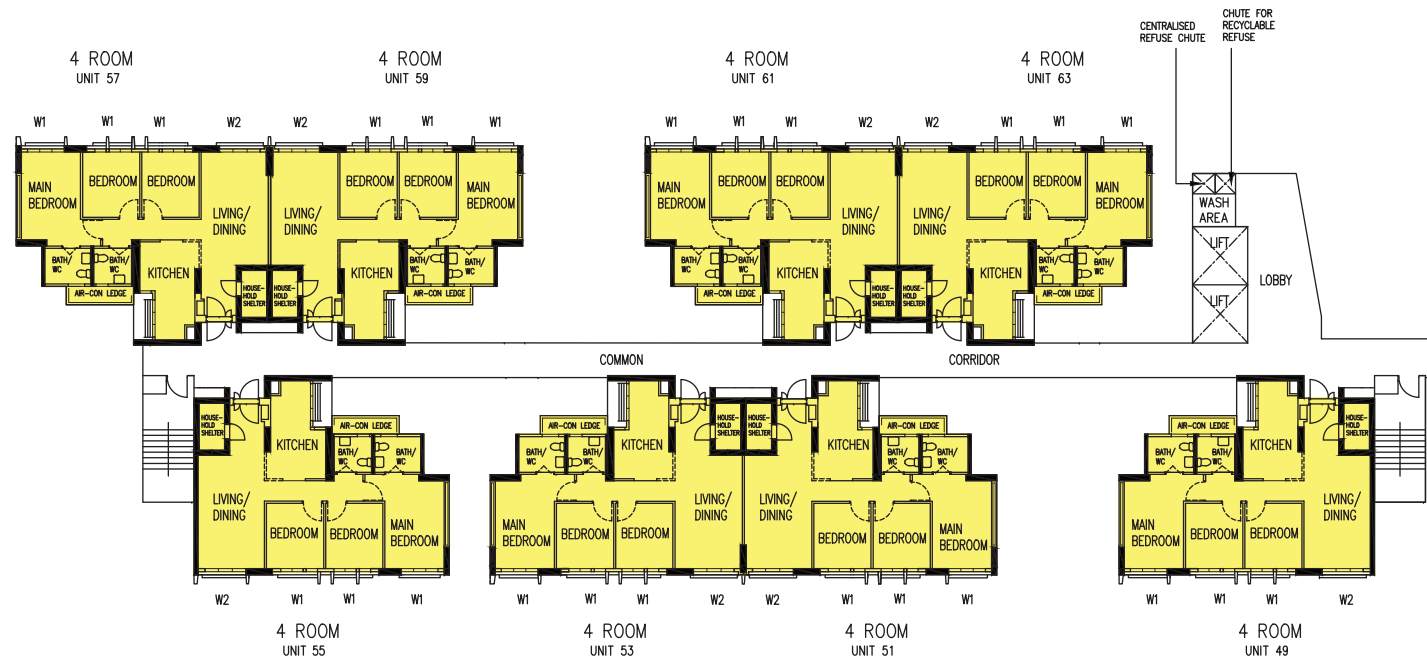 CENTRALISED
REFUSE CHUTE
CHUTE FOR
RECYCLABLE
REFUSE
4 ROOM
UNIT 57
4 ROOM
UNIT 59
4 ROOM
UNIT 61
4 ROOM
UNIT 63
W1 W1 W1 W2 W2 W1 W1 W1
W1 W1 W1 W2 W2 W1 W1 W1
MAIN
BEDROOM
BEDROOM
BEDROOM
LIVING/
DINING
LIVING/
DINING
BEDROOM
BEDROOM
MAIN
BEDROOM
MAIN
BEDROOM
BEDROOM
BEDROOM
LIVING/
DINING
LIVING/
DINING
BEDROOM
BEDROOM
MAIN
BEDROOM
WASH
AREA
LIFT
LIFT
LOBBY
BATH/
WC
BATH/
WC
KITCHEN
HOUSE-
HOLD
SHELTER
HOUSE-
HOLD
SHELTER
KITCHEN
BATH/
WC
BATH/
WC
BATH/
WC
BATH/
WC
KITCHEN
HOUSE-
HOLD
SHELTER
HOUSE-
HOLD
SHELTER
KITCHEN
BATH/
WC
BATH/
WC
AIR-CON LEDGE
AIR-CON LEDGE
AIR-CON LEDGE
AIR-CON LEDGE
COMMON CORRIDOR
HOUSE-
HOLD
SHELTER
KITCHEN
AIR-CON LEDGE
BATH/
WC
BATH/
WC
AIR-CON LEDGE
BATH/
WC
BATH/
WC
KITCHEN
HOUSE-
HOLD
SHELTER
HOUSE-
HOLD
SHELTER
KITCHEN
AIR-CON LEDGE
BATH/
WC
BATH/
WC
AIR-CON LEDGE
BATH/
WC
BATH/
WC
KITCHEN
HOUSE-
HOLD
SHELTER
LIVING/
DINING
BEDROOM
BEDROOM
MAIN
BEDROOM
MAIN
BEDROOM
BEDROOM
BEDROOM
LIVING/
DINING
LIVING/
DINING
BEDROOM
BEDROOM
MAIN
BEDROOM
MAIN
BEDROOM
BEDROOM
BEDROOM
LIVING/
DINING
W2 W1 W1 W1
W1 W1 W1 W2 W2 W1 W1 W1
W1 W1 W1 W2
4 ROOM
UNIT 55
4 ROOM
UNIT 53
4 ROOM
UNIT 51
4 ROOM
UNIT 49